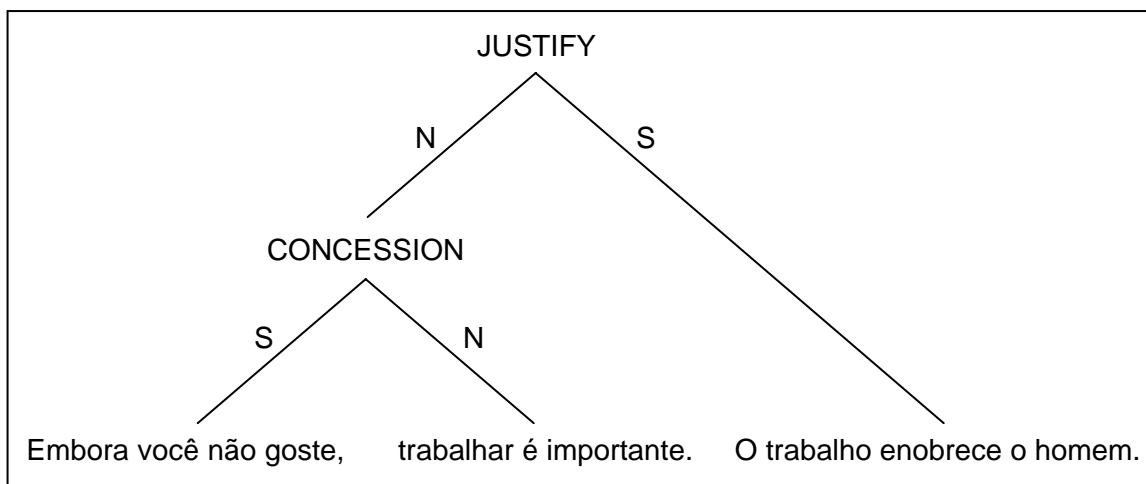 JUSTIFY
N S
CONCESSION
S N
Embora você não goste, trabalhar é importante. O trabalho enobrece o homem.